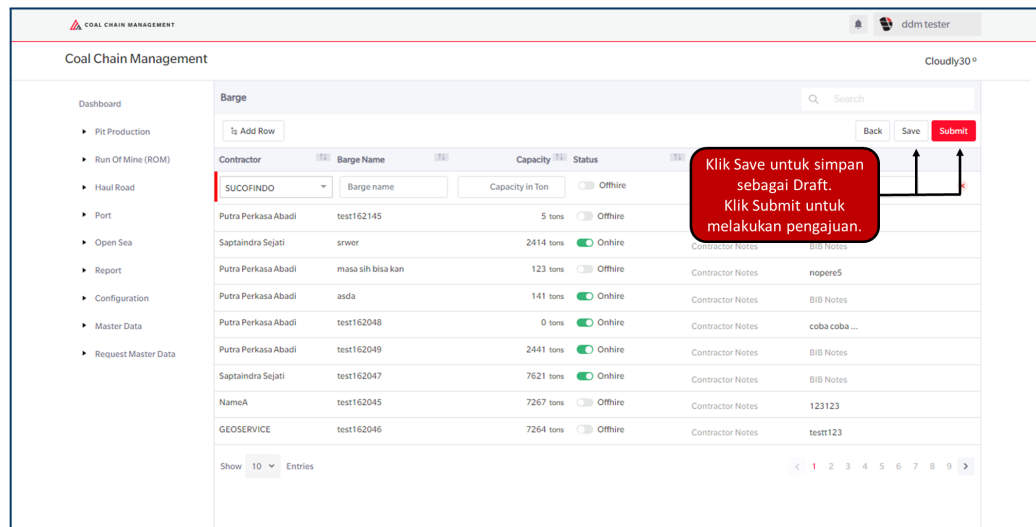 COAL CHAIN MANAGEMENT
ddm tester
Coal Chain Management
Cloudly30º
Dashboard
Pit Production
Run Of Mine (ROM)
Haul Road
Port
Open Sea
Report
Configuration
Master Data
Request Master Data
Barge
Search
Add Row
Back Save Submit
Contractor Barge Name Capacity Status
SUCOFINDO Barge name Capacity in Ton Offhire
Klik Save untuk simpan
sebagai Draft.
Klik Submit untuk
melakukan pengajuan.
Putra Perkasa Abadi test162145 5 tons Offhire
Saptaindra Sejati srwer 2414 tons Onhire Contractor Notes BIB Notes
Putra Perkasa Abadi masa sih bisa kan 123 tons Offhire Contractor Notes nopere5
Putra Perkasa Abadi asda 141 tons Onhire Contractor Notes BIB Notes
Putra Perkasa Abadi test162048 0 tons Onhire Contractor Notes coba coba ...
Putra Perkasa Abadi test162049 2441 tons Onhire Contractor Notes BIB Notes
Saptaindra Sejati test162047 7621 tons Onhire Contractor Notes BIB Notes
NameA test162045 7267 tons Offhire Contractor Notes 123123
GEOSERVICE test162046 7264 tons Offhire Contractor Notes testt123
Show 10 Entries
< 1 2 3 4 5 6 7 8 9 >